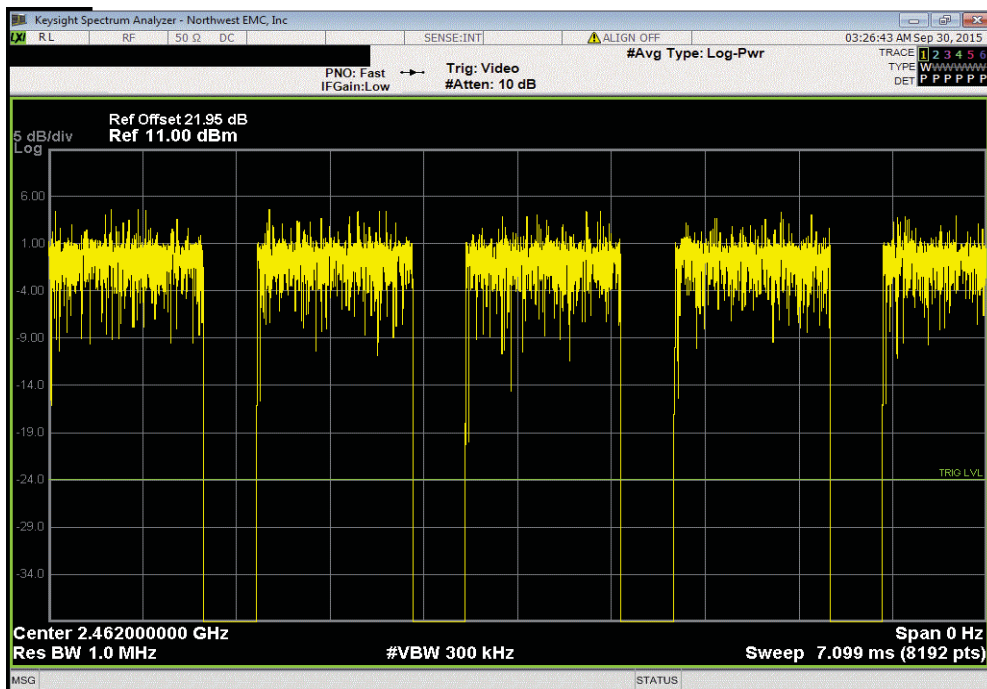 Keysight Spectrum Analyzer - Northwest EMC, Inc
LXI RL RF 50 Ω DC SENSE:INT ALIGN OFF 03:26:43 AM Sep 30, 2015
#Avg Type: Log-Pwr
TRACE 1 2 3 4 5 6
PNO: Fast Trig: Video
TYPE WWWWWW
IFGain:Low #Atten: 10 dB
DET P P P P P P
Ref Offset 21.95 dB
5 dB/div Ref 11.00 dBm
Log
6.00
1.00
-4.00
-9.00
-14.0
-19.0
TRIG LVL
-24.0
-29.0
-34.0
Center 2.462000000 GHz Span 0 Hz
Res BW 1.0 MHz #VBW 300 kHz Sweep 7.099 ms (8192 pts)
MSG STATUS